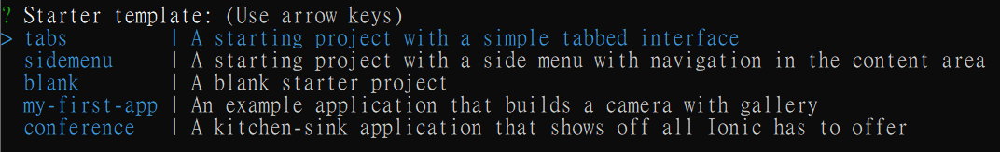 ? Starter template: (Use arrow keys)
> tabs         | A starting project with a simple tabbed interface
  sidemenu     | A starting project with a side menu with navigation in the content area
  blank        | A blank starter project
  my-first-app | An example application that builds a camera with gallery
  conference   | A kitchen-sink application that shows off all Ionic has to offer